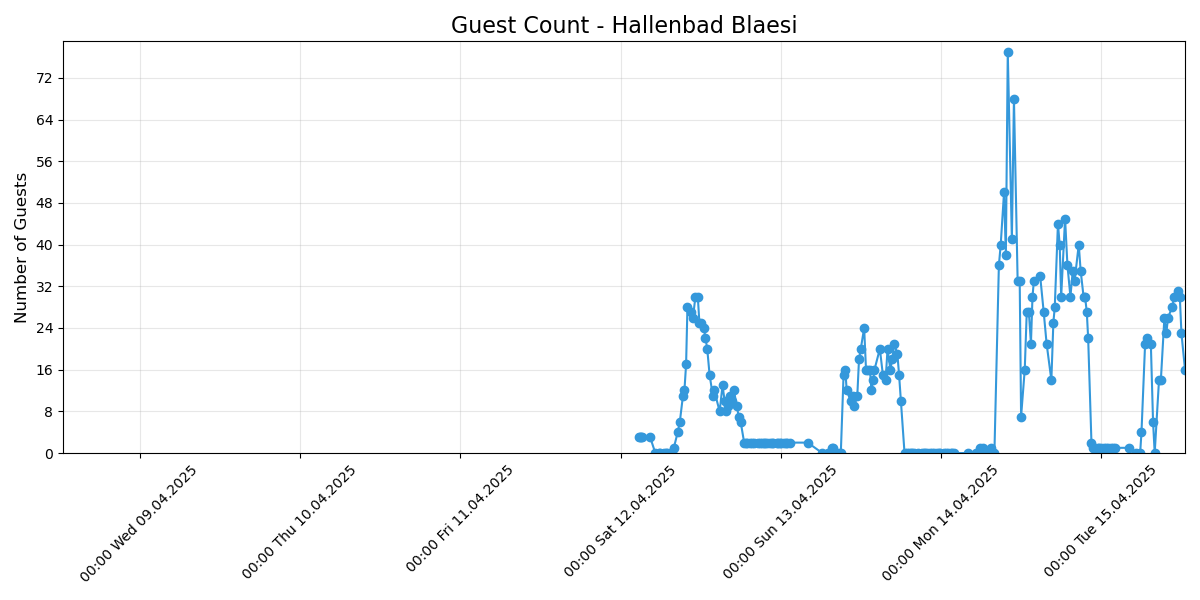 Guest Count - Hallenbad Blaesi
Number of Guests
72
64
56
48
40
32
24
16
8
0
00:00 Wed 09.04.2025
00:00 Thu 10.04.2025
00:00 Fri 11.04.2025
00:00 Sat 12.04.2025
00:00 Sun 13.04.2025
00:00 Mon 14.04.2025
00:00 Tue 15.04.2025